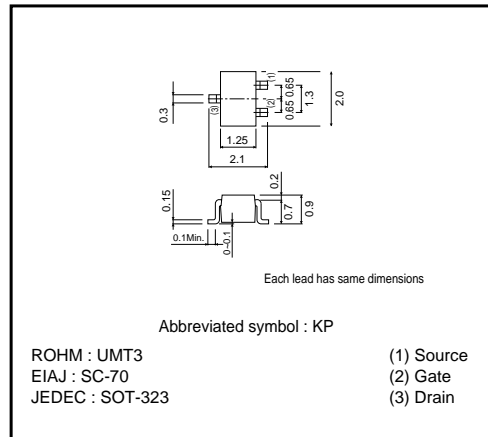 (1)
0.65
0.65
1.3
2.0
(2)
(3)
0.3
1.25
2.1
0.2
0.15
0.7
0.9
0.1Min.
0~0.1
Each lead has same dimensions
Abbreviated symbol : KP
ROHM : UMT3
(1) Source
EIAJ : SC-70
(2) Gate
JEDEC : SOT-323
(3) Drain